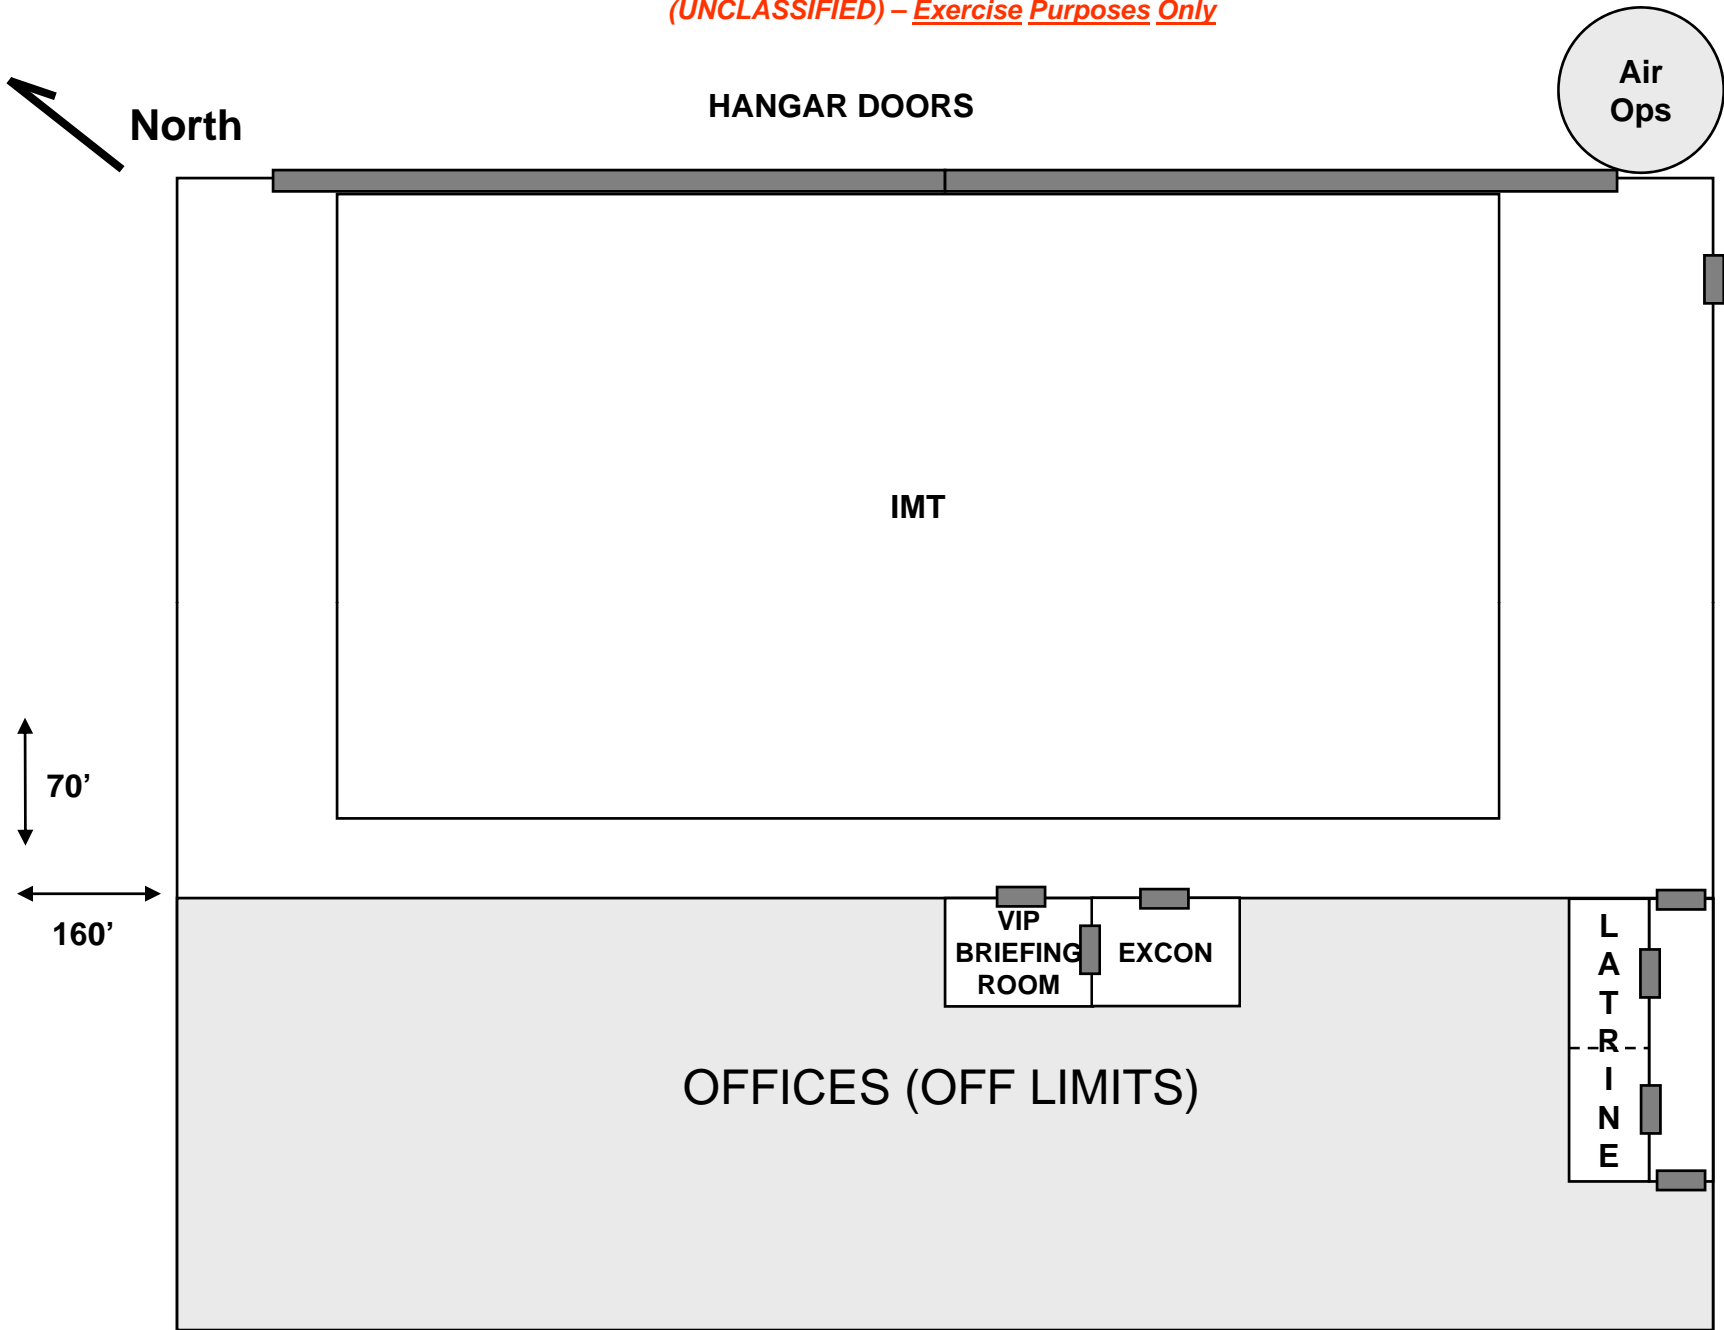 (UNCLASSIFIED) – Exercise Purposes Only
Air
Ops
North
HANGAR DOORS
IMT
70’
160’
VIP
BRIEFING
ROOM
EXCON
L
A
T
R
I
N
E
OFFICES (OFF LIMITS)